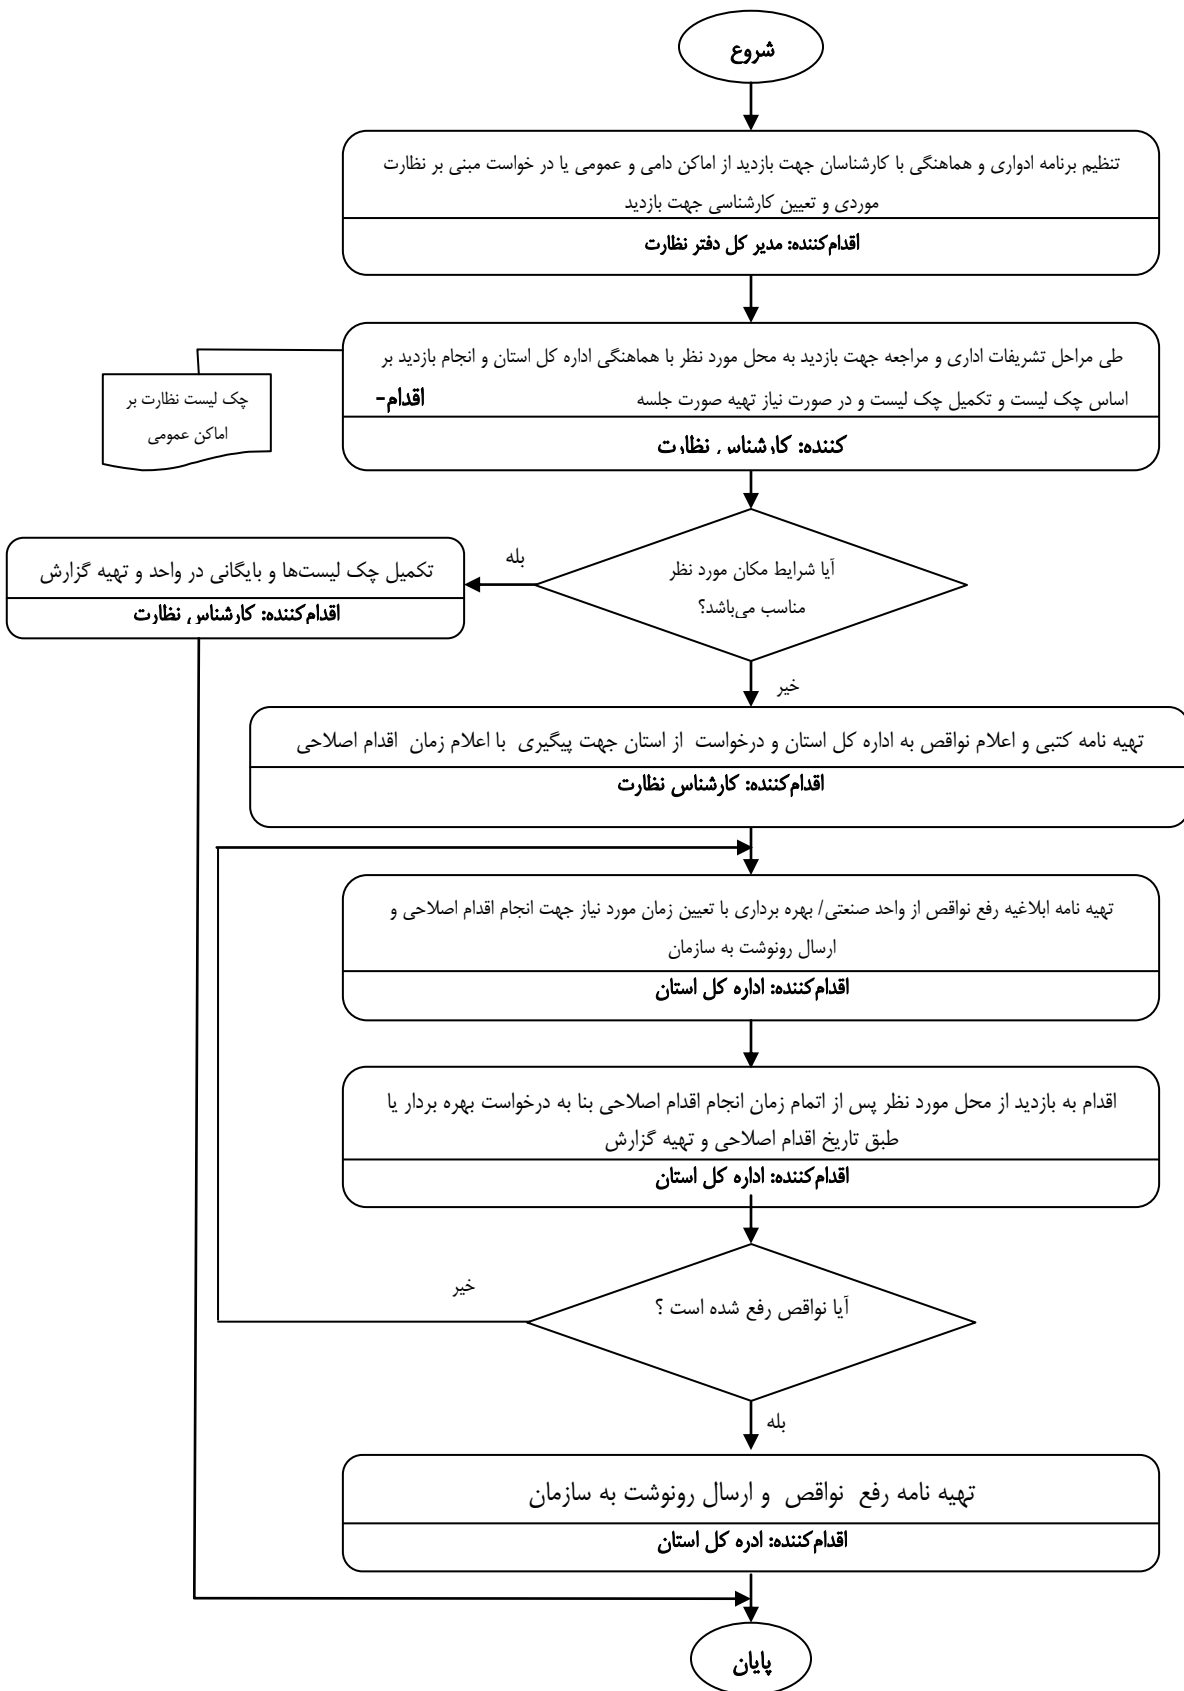 شروع
تنظیم برنامه ادواری و هماهنگی با کارشناسان جهت بازدید از اماکن دامی و عمومی یا در خواست مبنی بر نظارت
موردی و تعیین کارشناسی جهت بازدید
اقدام‌کننده: مدیر کل دفتر نظارت
طی مراحل تشریفات اداری و مراجعه جهت بازدید به محل مورد نظر با هماهنگی اداره کل استان و انجام بازدید بر
اساس چک لیست و تکمیل چک لیست و در صورت نیاز تهیه صورت جلسه اقدام-
کننده: کارشناس نظارت
چک لیست نظارت بر
اماکن عمومی
آیا شرایط مکان مورد نظر
مناسب می‌باشد؟
بله
تکمیل چک لیست‌ها و بایگانی در واحد و تهیه گزارش
اقدام‌کننده: کارشناس نظارت
خیر
تهیه نامه کتبی و اعلام نواقص به اداره کل استان و درخواست از استان جهت پیگیری با اعلام زمان اقدام اصلاحی
اقدام‌کننده: کارشناس نظارت
تهیه نامه ابلاغیه رفع نواقص از واحد صنعتی/ بهره برداری با تعیین زمان مورد نیاز جهت انجام اقدام اصلاحی و
ارسال رونوشت به سازمان
اقدام‌کننده: اداره کل استان
اقدام به بازدید از محل مورد نظر پس از اتمام زمان انجام اقدام اصلاحی بنا به درخواست بهره بردار یا
طبق تاریخ اقدام اصلاحی و تهیه گزارش
اقدام‌کننده: اداره کل استان
آیا نواقص رفع شده است ؟
خیر
بله
تهیه نامه رفع نواقص و ارسال رونوشت به سازمان
اقدام‌کننده: ادره کل استان
پایان